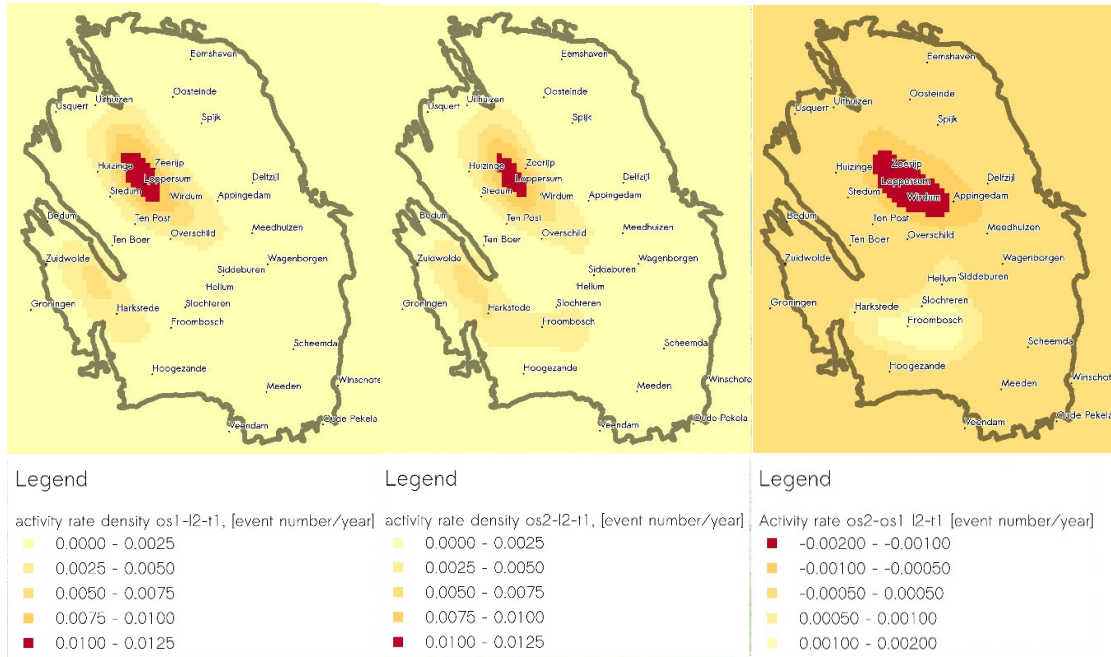 Eemshaven
Oosteinde
Uithuizen
Usquert
Spijk
Huizinge
Zeerijp
Loppersum
Delfzijl
Stedum
Wirdum
Appingedam
Bedum
Ten Post
Ten Boer
Overschild
Meedhuizen
Zuidwolde
Wagenborgen
Siddeburen
Hellum
Groningen
Harkstede
Slochteren
Froombosch
Scheemda
Hoogezande
Meeden
Winschote
Veendam
Oude Pekela
Eemshaven
Oosteinde
Uithuizen
Usquert
Spijk
Huizinge
Zeerijp
Loppersum
Delfzijl
Stedum
Wirdum
Appingedam
Bedum
Ten Post
Ten Boer
Overschild
Meedhuizen
Zuidwolde
Wagenborgen
Siddeburen
Hellum
Groningen
Harkstede
Slochteren
Froombosch
Scheemda
Hoogezande
Meeden
Winschote
Veendam
Oude Pekela
Eemshaven
Oosteinde
Uithuizen
Usquert
Spijk
Huizinge
Zeerijp
Loppersum
Delfzijl
Stedum
Wirdum
Appingedam
Bedum
Ten Post
Ten Boer
Overschild
Meedhuizen
Zuidwolde
Wagenborgen
Hellum
Siddeburen
Groningen
Harkstede
Slochteren
Froombosch
Scheemda
Hoogezande
Meeden
Winschote
Veendam
Oude Pekela
Legend
activity rate density os1-l2-t1, [event number/year]
0.0000 - 0.0025
0.0025 - 0.0050
0.0050 - 0.0075
0.0075 - 0.0100
0.0100 - 0.0125
Legend
activity rate density os2-l2-t1, [event number/year]
0.0000 - 0.0025
0.0025 - 0.0050
0.0050 - 0.0075
0.0075 - 0.0100
0.0100 - 0.0125
Legend
Activity rate os2-os1 l2-t1 [event number/year]
-0.00200 - -0.00100
-0.00100 - -0.00050
-0.00050 - 0.00050
0.00050 - 0.00100
0.00100 - 0.00200